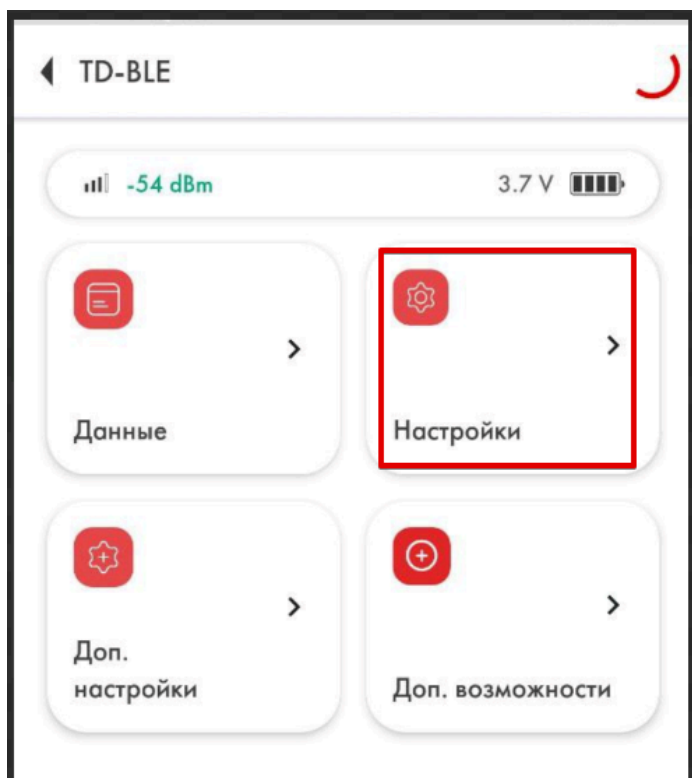 TD-BLE
-54 dBm
3.7 V
Данные
Настройки
Доп.
настройки
Доп. возможности